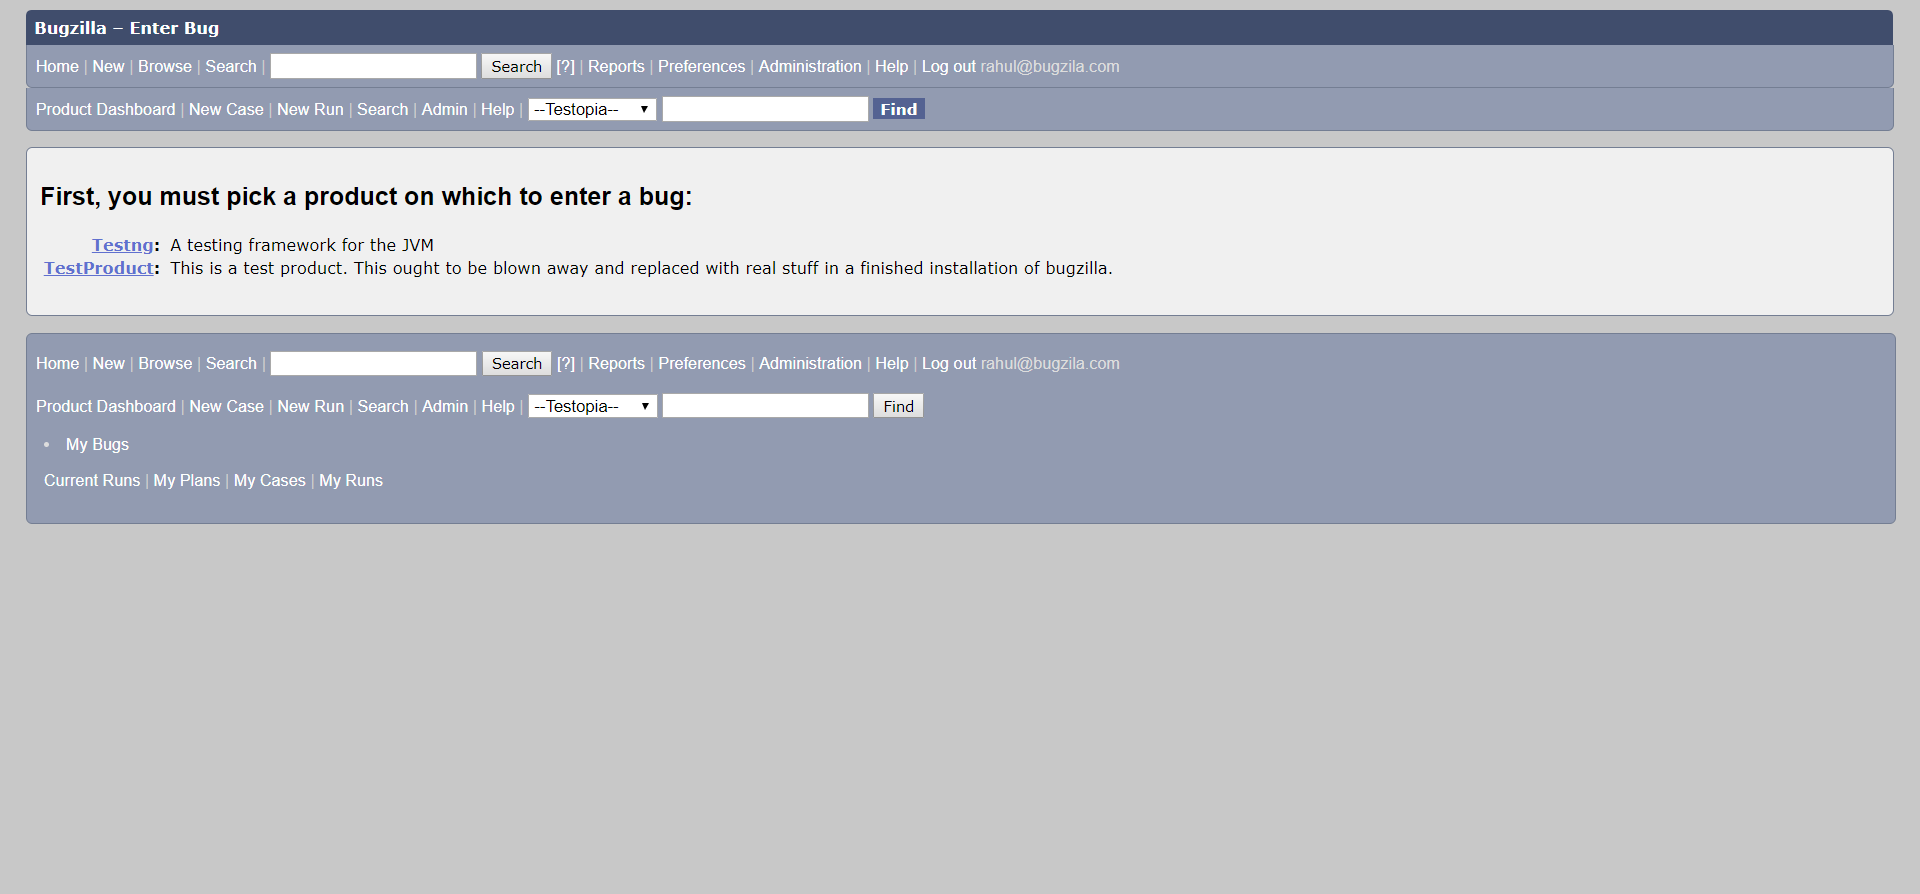 Bugzilla – Enter Bug
Home | New | Browse | Search | Search [?] | Reports | Preferences | Administration | Help | Log out rahul@bugzila.com
Product Dashboard | New Case | New Run | Search | Admin | Help | --Testopia-- Find
First, you must pick a product on which to enter a bug:
Testng: A testing framework for the JVM
TestProduct: This is a test product. This ought to be blown away and replaced with real stuff in a finished installation of bugzilla.
Home | New | Browse | Search | Search [?] | Reports | Preferences | Administration | Help | Log out rahul@bugzila.com
Product Dashboard | New Case | New Run | Search | Admin | Help | --Testopia-- Find
• My Bugs
Current Runs | My Plans | My Cases | My Runs